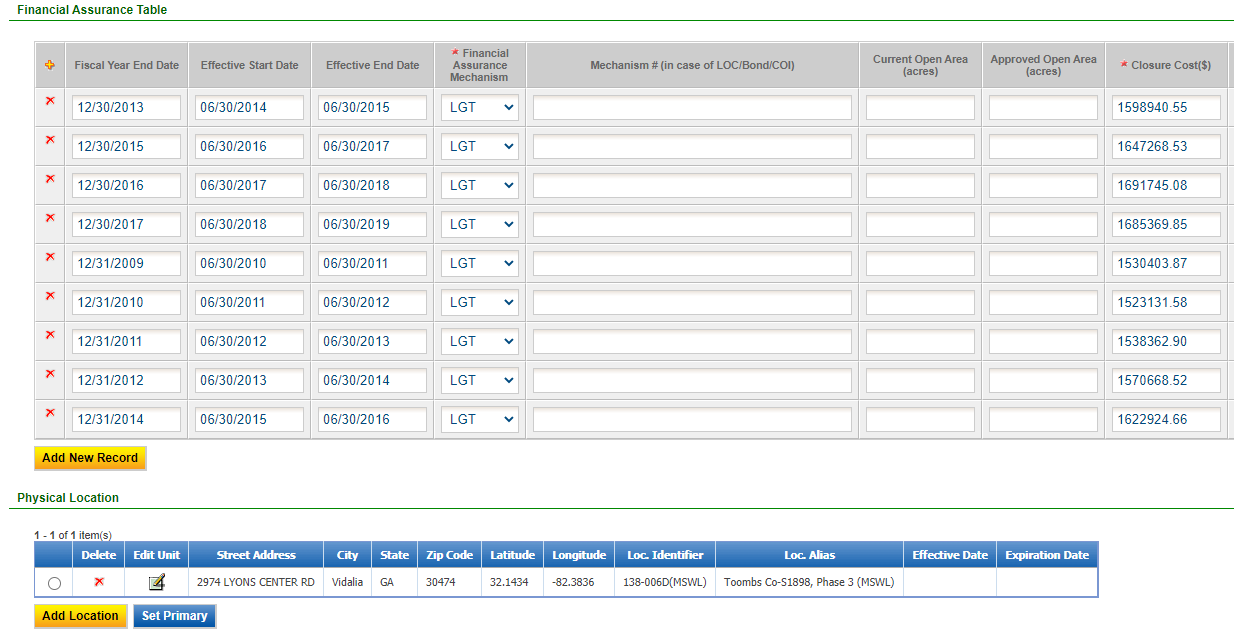 Financial Assurance Table
Fiscal Year End Date Effective Start Date Effective End Date * Financial Assurance Mechanism Mechanism # (in case of LOC/Bond/COI) Current Open Area (acres) Approved Open Area (acres) * Closure Cost($)
12/30/2013 06/30/2014 06/30/2015 LGT 1598940.55
12/30/2015 06/30/2016 06/30/2017 LGT 1647268.53
12/30/2016 06/30/2017 06/30/2018 LGT 1691745.08
12/30/2017 06/30/2018 06/30/2019 LGT 1685369.85
12/31/2009 06/30/2010 06/30/2011 LGT 1530403.87
12/31/2010 06/30/2011 06/30/2012 LGT 1523131.58
12/31/2011 06/30/2012 06/30/2013 LGT 1538362.90
12/31/2012 06/30/2013 06/30/2014 LGT 1570668.52
12/31/2014 06/30/2015 06/30/2016 LGT 1622924.66
Add New Record
Physical Location
1 - 1 of 1 item(s)
Delete Edit Unit Street Address City State Zip Code Latitude Longitude Loc. Identifier Loc. Alias Effective Date Expiration Date
2974 LYONS CENTER RD Vidalia GA 30474 32.1434 -82.3836 138-006D(MSWL) Toombs Co-S1898, Phase 3 (MSWL)
Add Location Set Primary